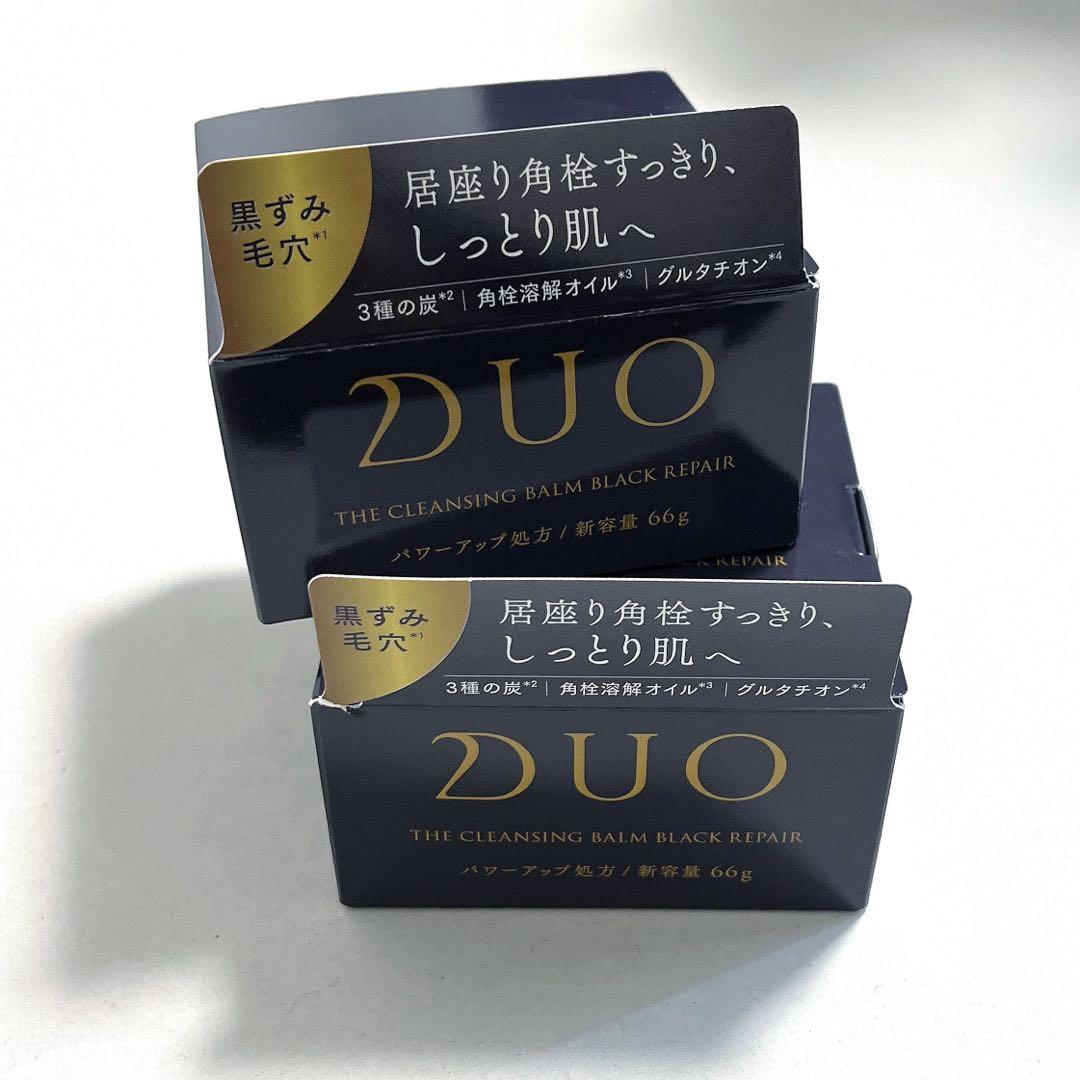 黒ずみ
毛穴*1
居座り角栓すっきり、
しっとり肌へ
3種の炭*2 | 角栓溶解オイル*3 | グルタチオン*4
DUO
THE CLEANSING BALM BLACK REPAIR
パワーアップ処方 / 新容量 66g
BLACK REPAIR
黒ずみ
毛穴*1
居座り角栓すっきり、
しっとり肌へ
3種の炭*2 | 角栓溶解オイル*3 | グルタチオン*4
DUO
THE CLEANSING BALM BLACK REPAIR
パワーアップ処方 / 新容量 66g